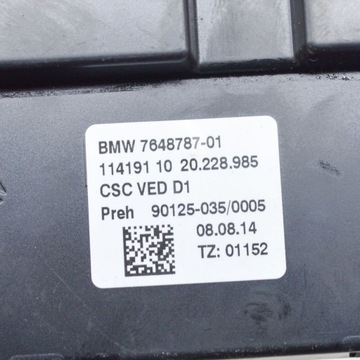 BMW 7648787-01
114191 10 20.228.985
CSC VED D1
Preh 90125-035/0005
08.08.14
TZ: 01152